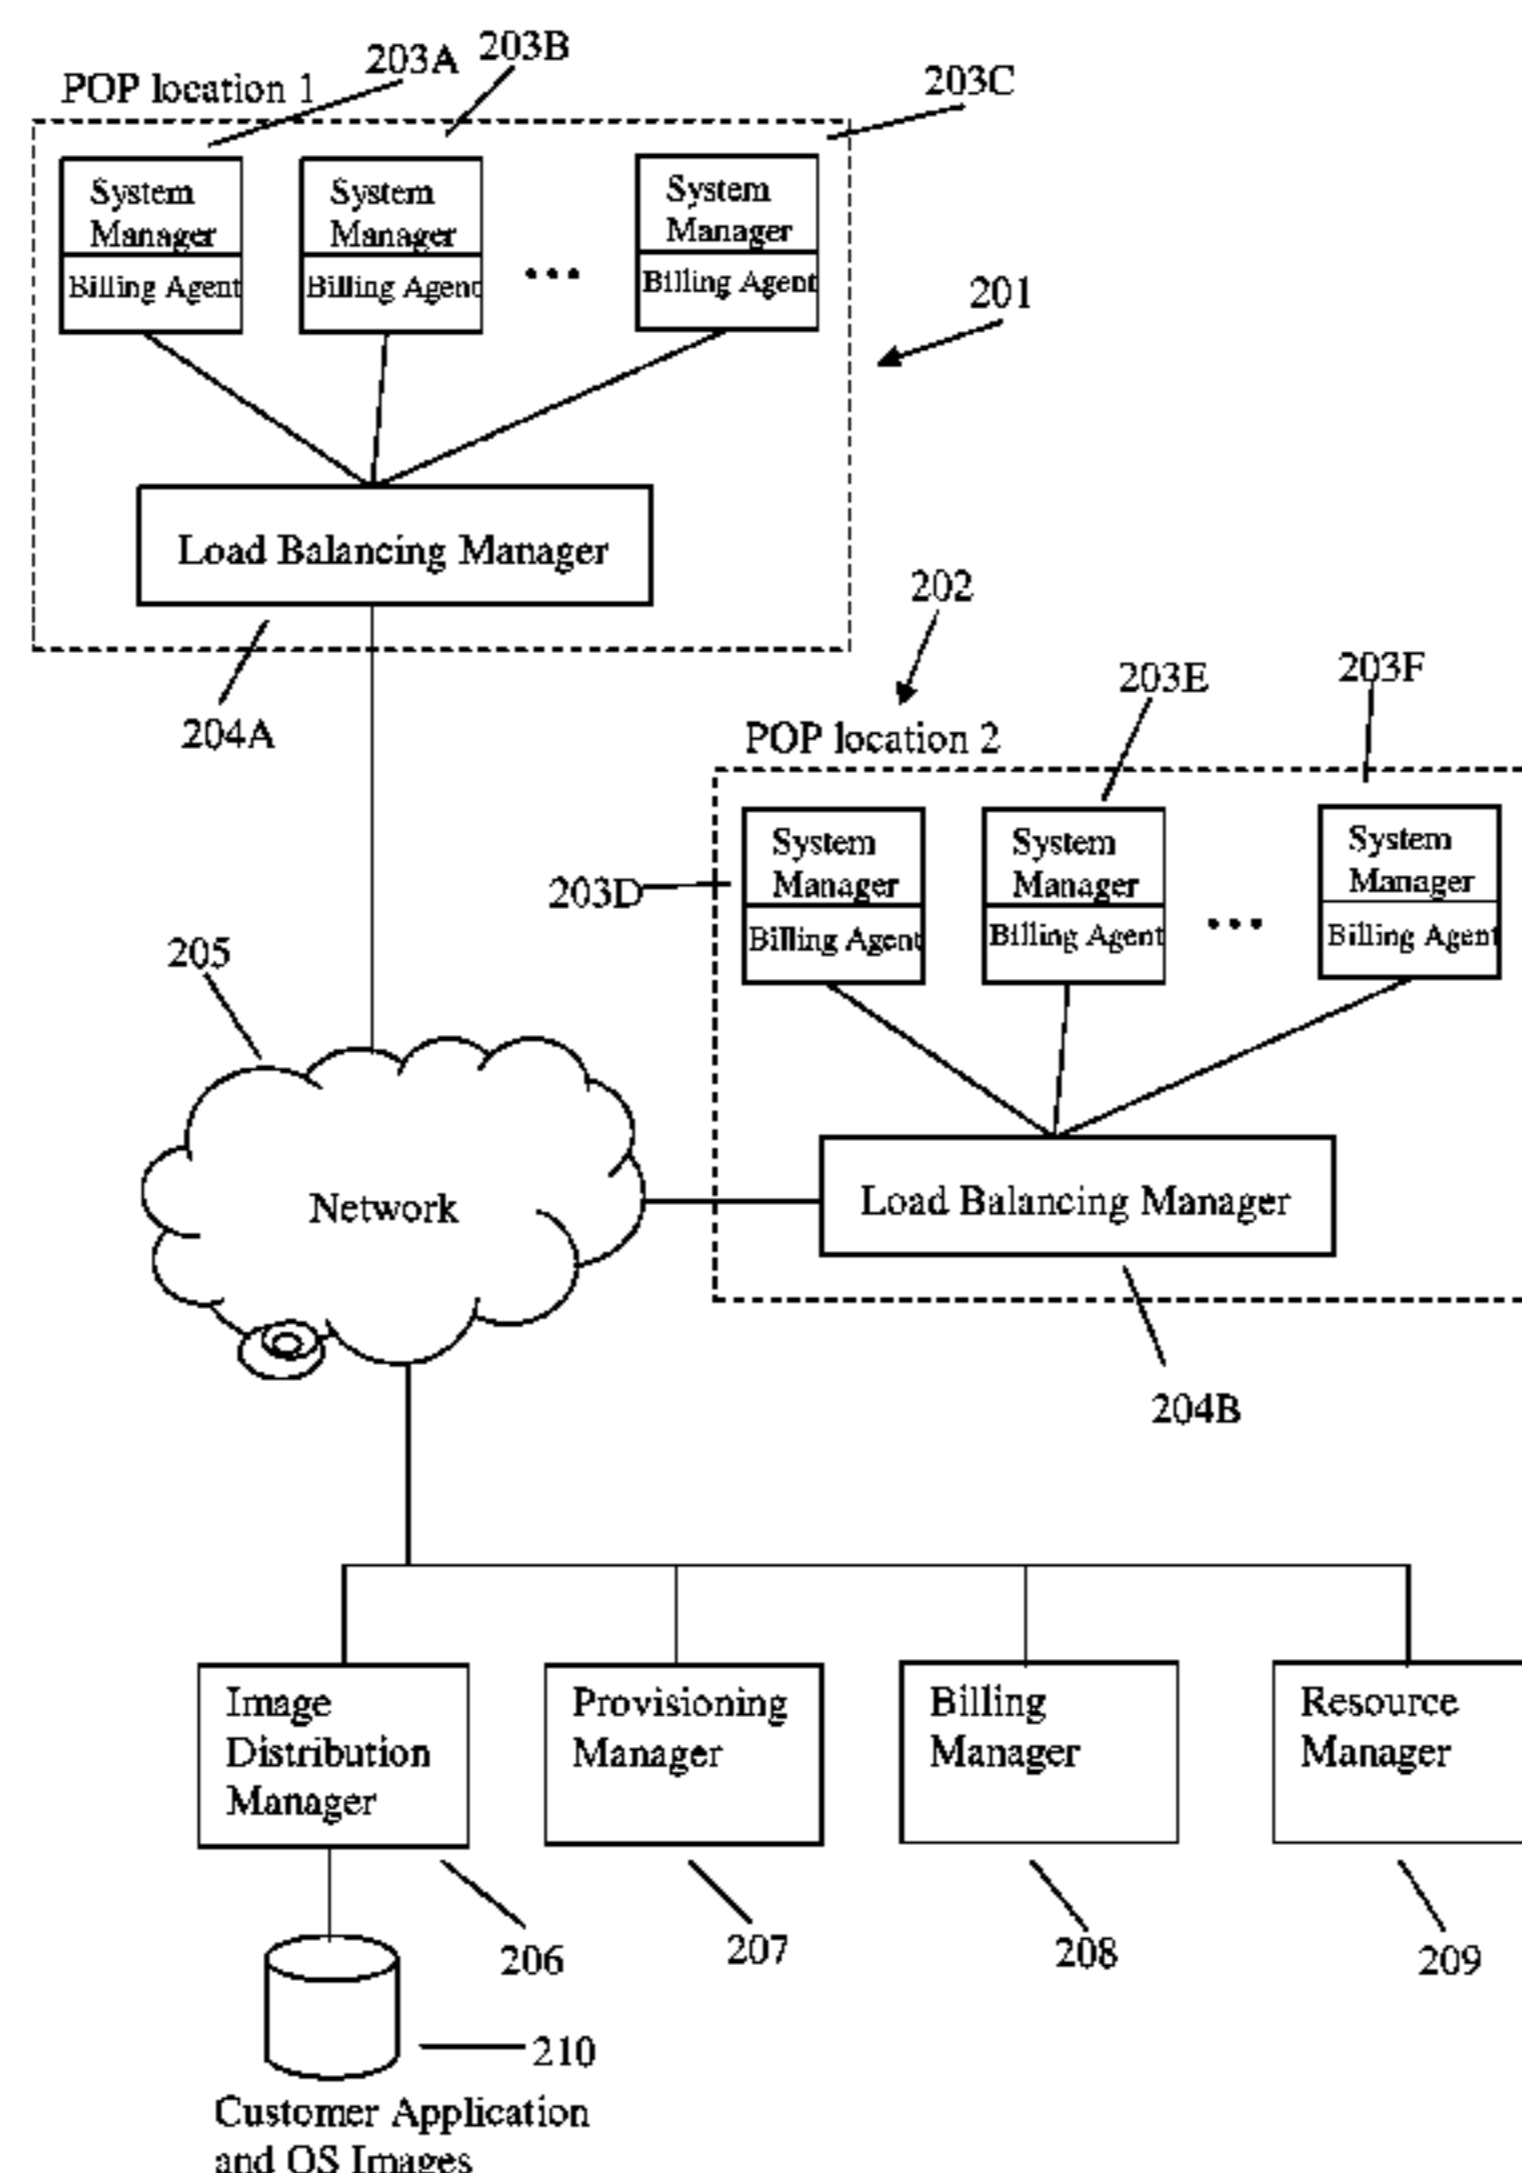 203A
203B
POP location 1
203C
System
Manager
Billing Agent
System
Manager
Billing Agent
System
Manager
Billing Agent
201
Load Balancing Manager
204A
202
203E
203F
POP location 2
203D
System
Manager
Billing Agent
System
Manager
Billing Agent
System
Manager
Billing Agent
205
Network
Load Balancing Manager
204B
Image
Distribution
Manager
Provisioning
Manager
Billing
Manager
Resource
Manager
206
207
208
209
210
Customer Application
and OS Images